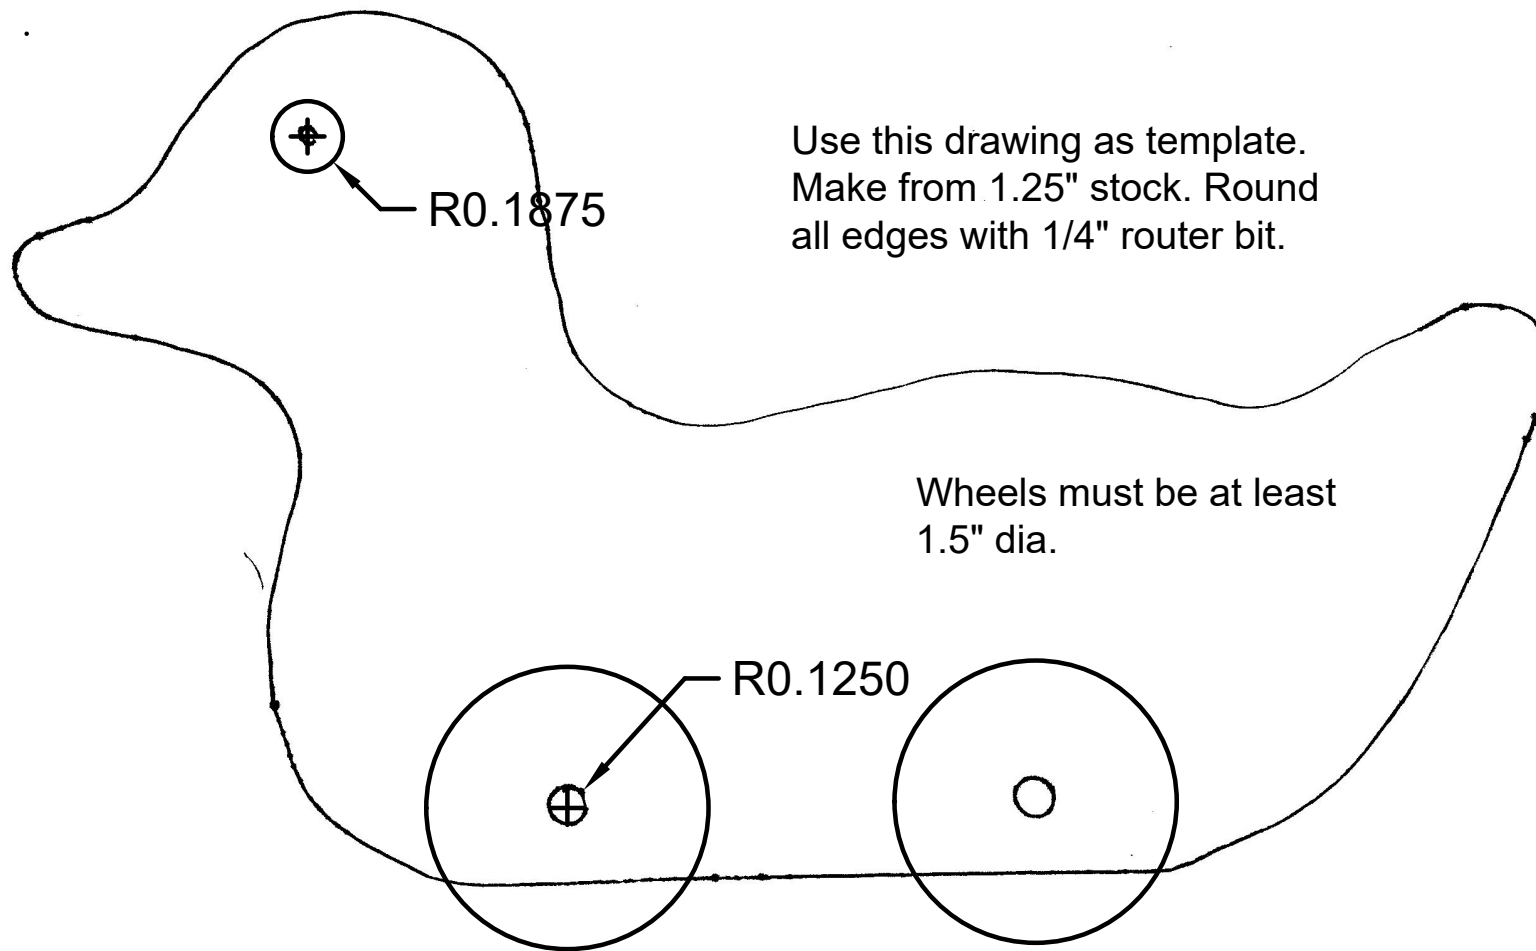 Use this drawing as template.
Make from 1.25" stock. Round
all edges with 1/4" router bit.
R0.1875
Wheels must be at least
1.5" dia.
R0.1250